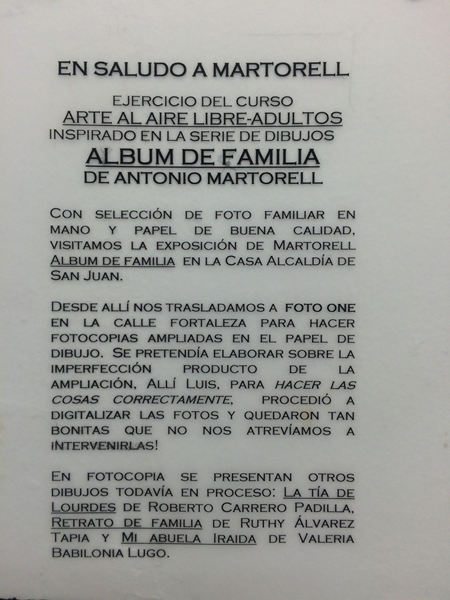 EN SALUDO A MARTORELL
EJERCICIO DEL CURSO
ARTE AL AIRE LIBRE-ADULTOS
INSPIRADO EN LA SERIE DE DIBUJOS
ALBUM DE FAMILIA
DE ANTONIO MARTORELL
CON SELECCIÓN DE FOTO FAMILIAR EN
MANO Y PAPEL DE BUENA CALIDAD,
VISITAMOS LA EXPOSICIÓN DE MARTORELL
ALBUM DE FAMILIA EN LA CASA ALCALDÍA DE
SAN JUAN.
DESDE ALLÍ NOS TRASLADAMOS A FOTO ONE
EN LA CALLE FORTALEZA PARA HACER
FOTOCOPIAS AMPLIADAS EN EL PAPEL DE
DIBUJO. SE PRETENDÍA ELABORAR SOBRE LA
IMPERFECCIÓN PRODUCTO DE LA
AMPLIACIÓN, ALLÍ LUIS, PARA HACER LAS
COSAS CORRECTAMENTE, PROCEDIÓ A
DIGITALIZAR LAS FOTOS Y QUEDARON TAN
BONITAS QUE NO NOS ATREVÍAMOS A
INTERVENIRLAS!
EN FOTOCOPIA SE PRESENTAN OTROS
DIBUJOS TODAVÍA EN PROCESO: LA TÍA DE
LOURDES DE ROBERTO CARRERO PADILLA,
RETRATO DE FAMILIA DE RUTHY ÁLVAREZ
TAPIA Y MI ABUELA IRAIDA DE VALERIA
BABILONIA LUGO.